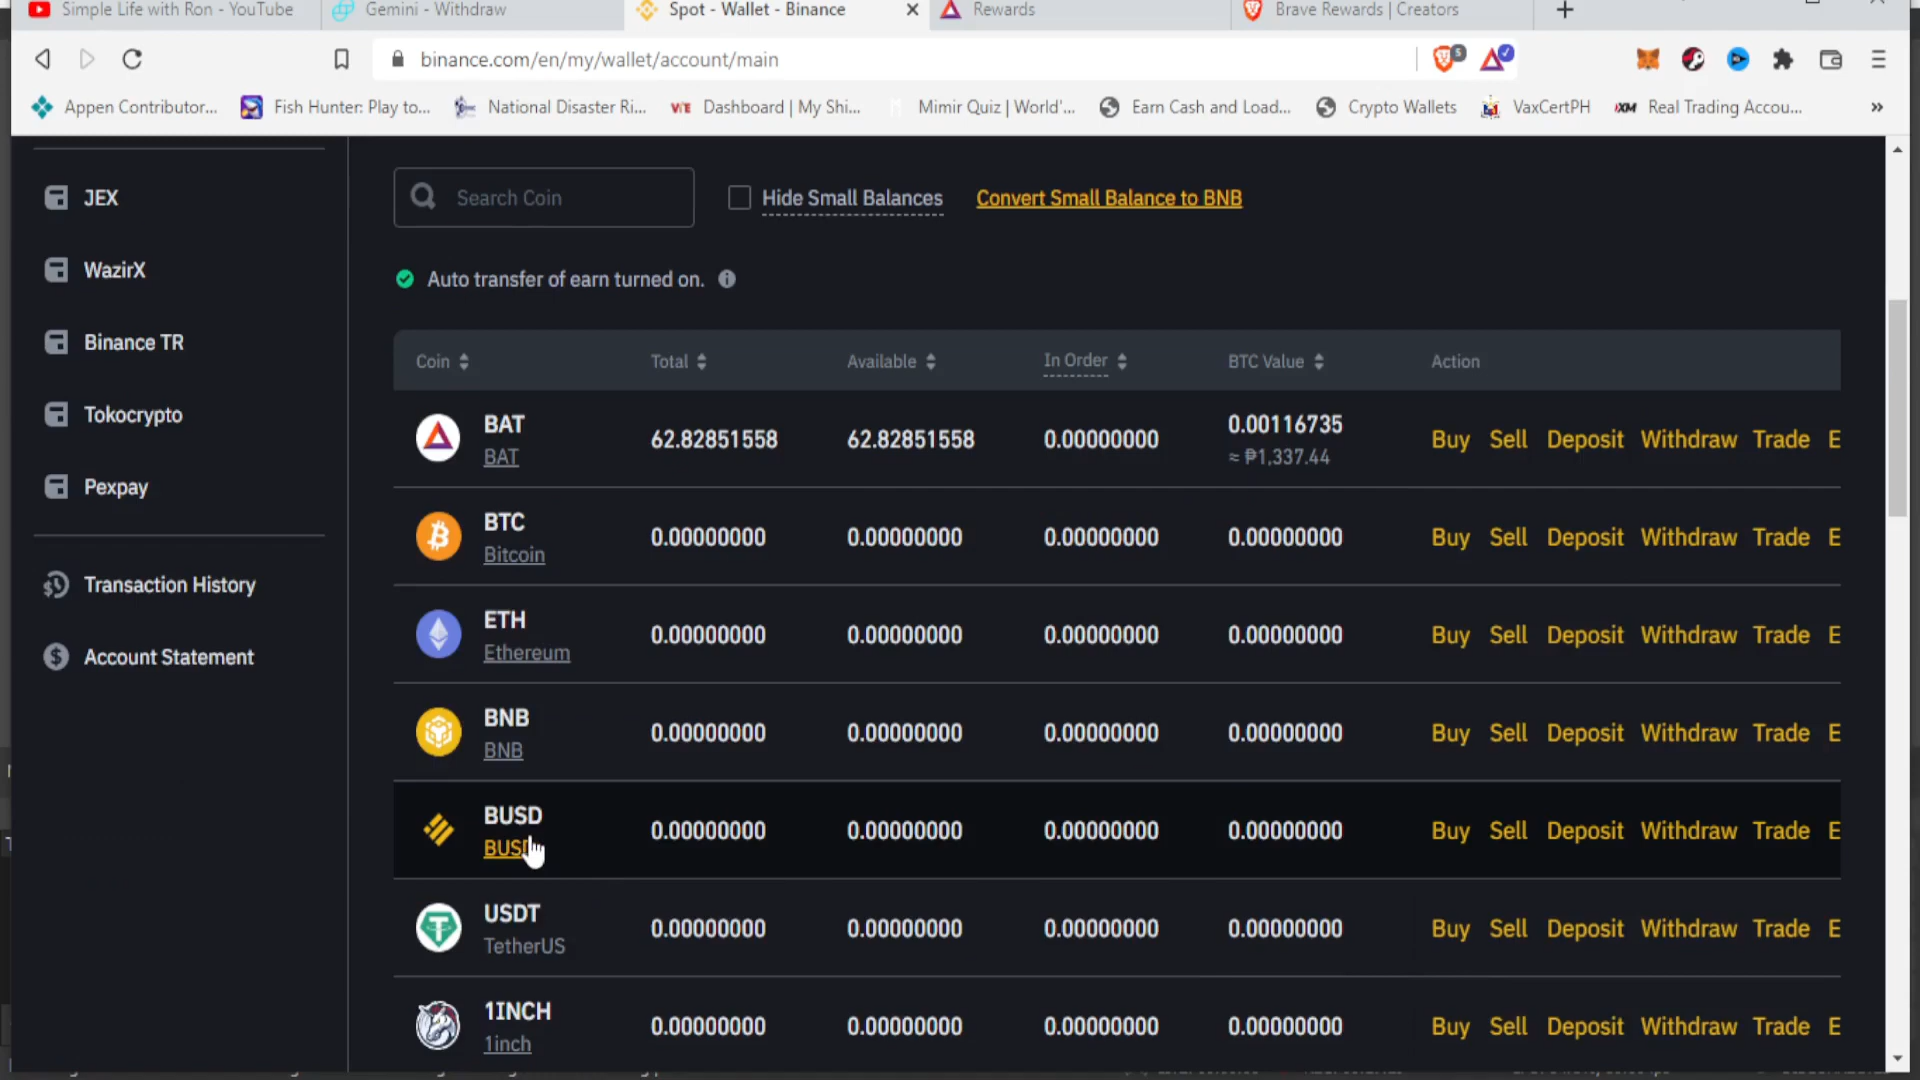 Simple Life with Ron - YouTube
Gemini - Withdraw
Spot - Wallet - Binance
Rewards
Brave Rewards | Creators
binance.com/en/my/wallet/account/main
5
Appen Contributor...
Fish Hunter: Play to...
National Disaster Ri...
Dashboard | My Shi...
Mimir Quiz | World'...
Earn Cash and Load...
Crypto Wallets
VaxCertPH
XM Real Trading Accou...
»
JEX
WazirX
Binance TR
Tokocrypto
Pexpay
Transaction History
Account Statement
Search Coin
Hide Small Balances
Convert Small Balance to BNB
Auto transfer of earn turned on.
Coin Total Available In Order BTC Value Action
BAT 62.82851558 62.82851558 0.00000000 0.00116735 Buy Sell Deposit Withdraw Trade E
BAT ≈ ₱1,337.44
BTC 0.00000000 0.00000000 0.00000000 0.00000000 Buy Sell Deposit Withdraw Trade E
Bitcoin
ETH 0.00000000 0.00000000 0.00000000 0.00000000 Buy Sell Deposit Withdraw Trade E
Ethereum
BNB 0.00000000 0.00000000 0.00000000 0.00000000 Buy Sell Deposit Withdraw Trade E
BNB
BUSD 0.00000000 0.00000000 0.00000000 0.00000000 Buy Sell Deposit Withdraw Trade E
BUSD
USDT 0.00000000 0.00000000 0.00000000 0.00000000 Buy Sell Deposit Withdraw Trade E
TetherUS
1INCH 0.00000000 0.00000000 0.00000000 0.00000000 Buy Sell Deposit Withdraw Trade E
1inch